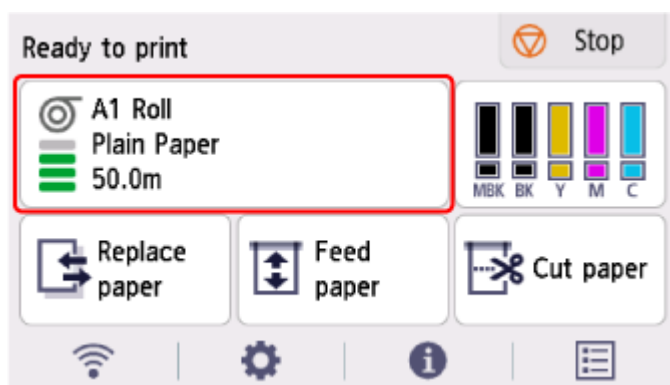 Ready to print
Stop
A1 Roll
Plain Paper
50.0m
MBK BK Y M C
Replace
paper
Feed
paper
Cut paper